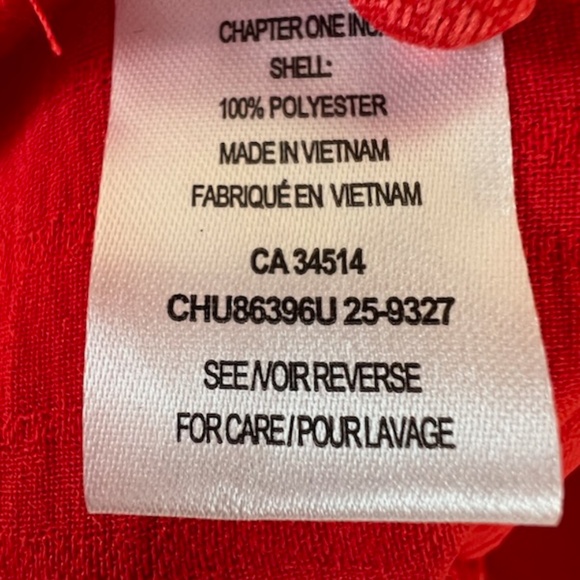 CHAPTER ONE INC.
SHELL:
100% POLYESTER
MADE IN VIETNAM
FABRIQUÉ EN VIETNAM
CA 34514
CHU86396U 25-9327
SEE/VOIR REVERSE
FOR CARE/POUR LAVAGE